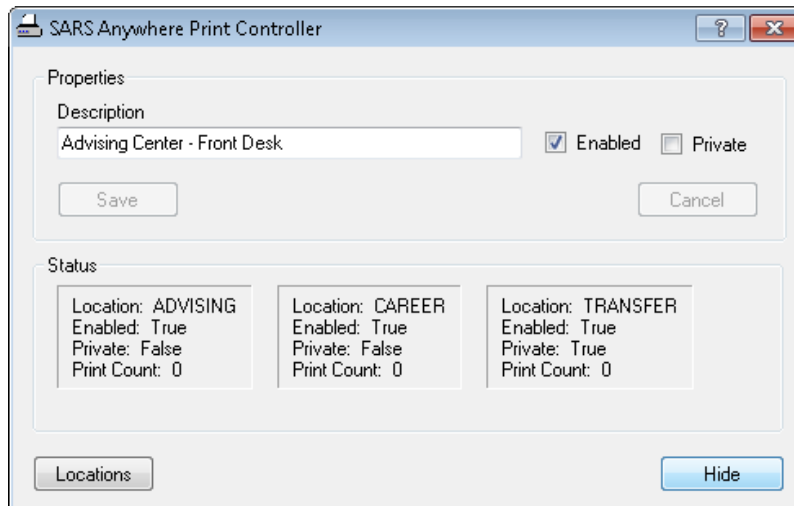 SARS Anywhere Print Controller
Properties
Description
Advising Center - Front Desk
Enabled
Private
Save
Cancel
Status
Location: ADVISING
Enabled: True
Private: False
Print Count: 0
Location: CAREER
Enabled: True
Private: False
Print Count: 0
Location: TRANSFER
Enabled: True
Private: True
Print Count: 0
Locations
Hide